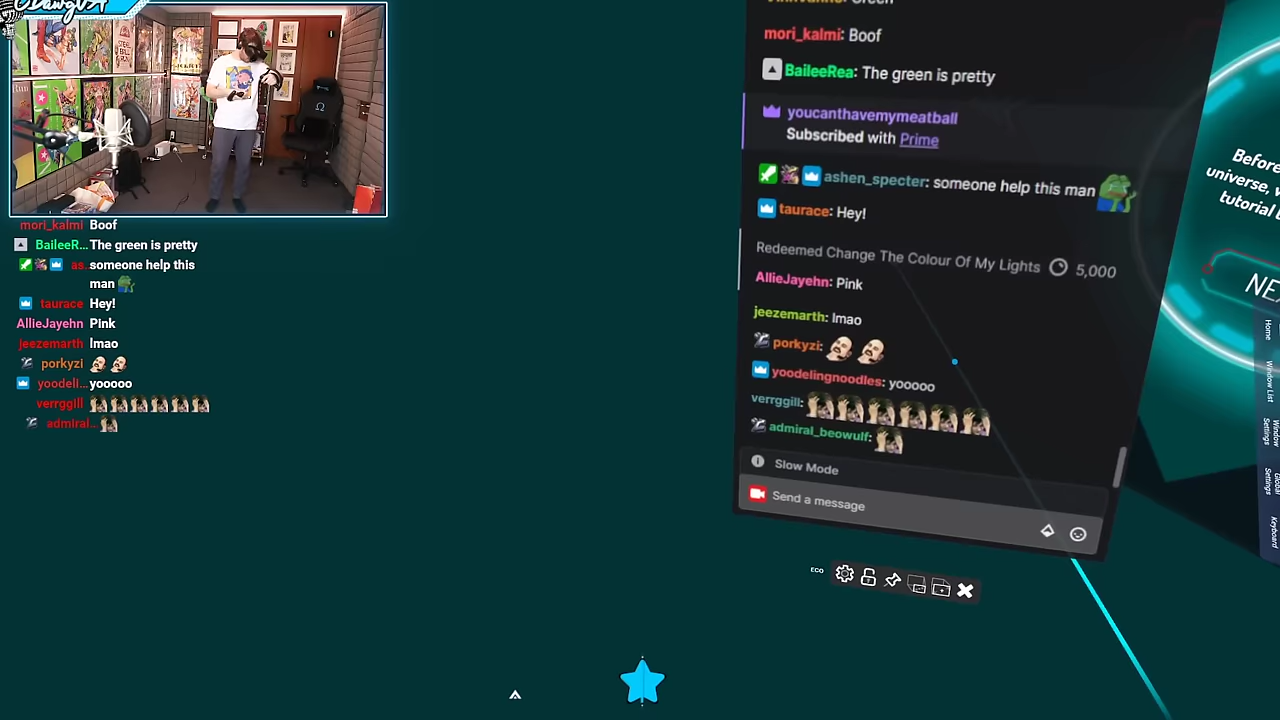 CDawgVA
mori_kalmi Boof
BaileeR... The green is pretty
as. someone help this
man
taurace Hey!
AllieJayehn Pink
jeezemarth lmao
porkyzi
yoodeli... yooooo
verrggill
admiral..
mori_kalmi: Boof
BaileeRea: The green is pretty
youcanthavemymeatball
Subscribed with Prime
ashen_specter: someone help this man
taurace: Hey!
Redeemed Change The Colour Of My Lights 5,000
AllieJayehn: Pink
jeezemarth: lmao
porkyzi:
yoodelingnoodles: yooooo
verrggill:
admiral_beowulf:
Slow Mode
Send a message
ECO
Before
universe, 
tutorial
NE
Home
Window List
Window
Settings
Global
Settings
Keyboard